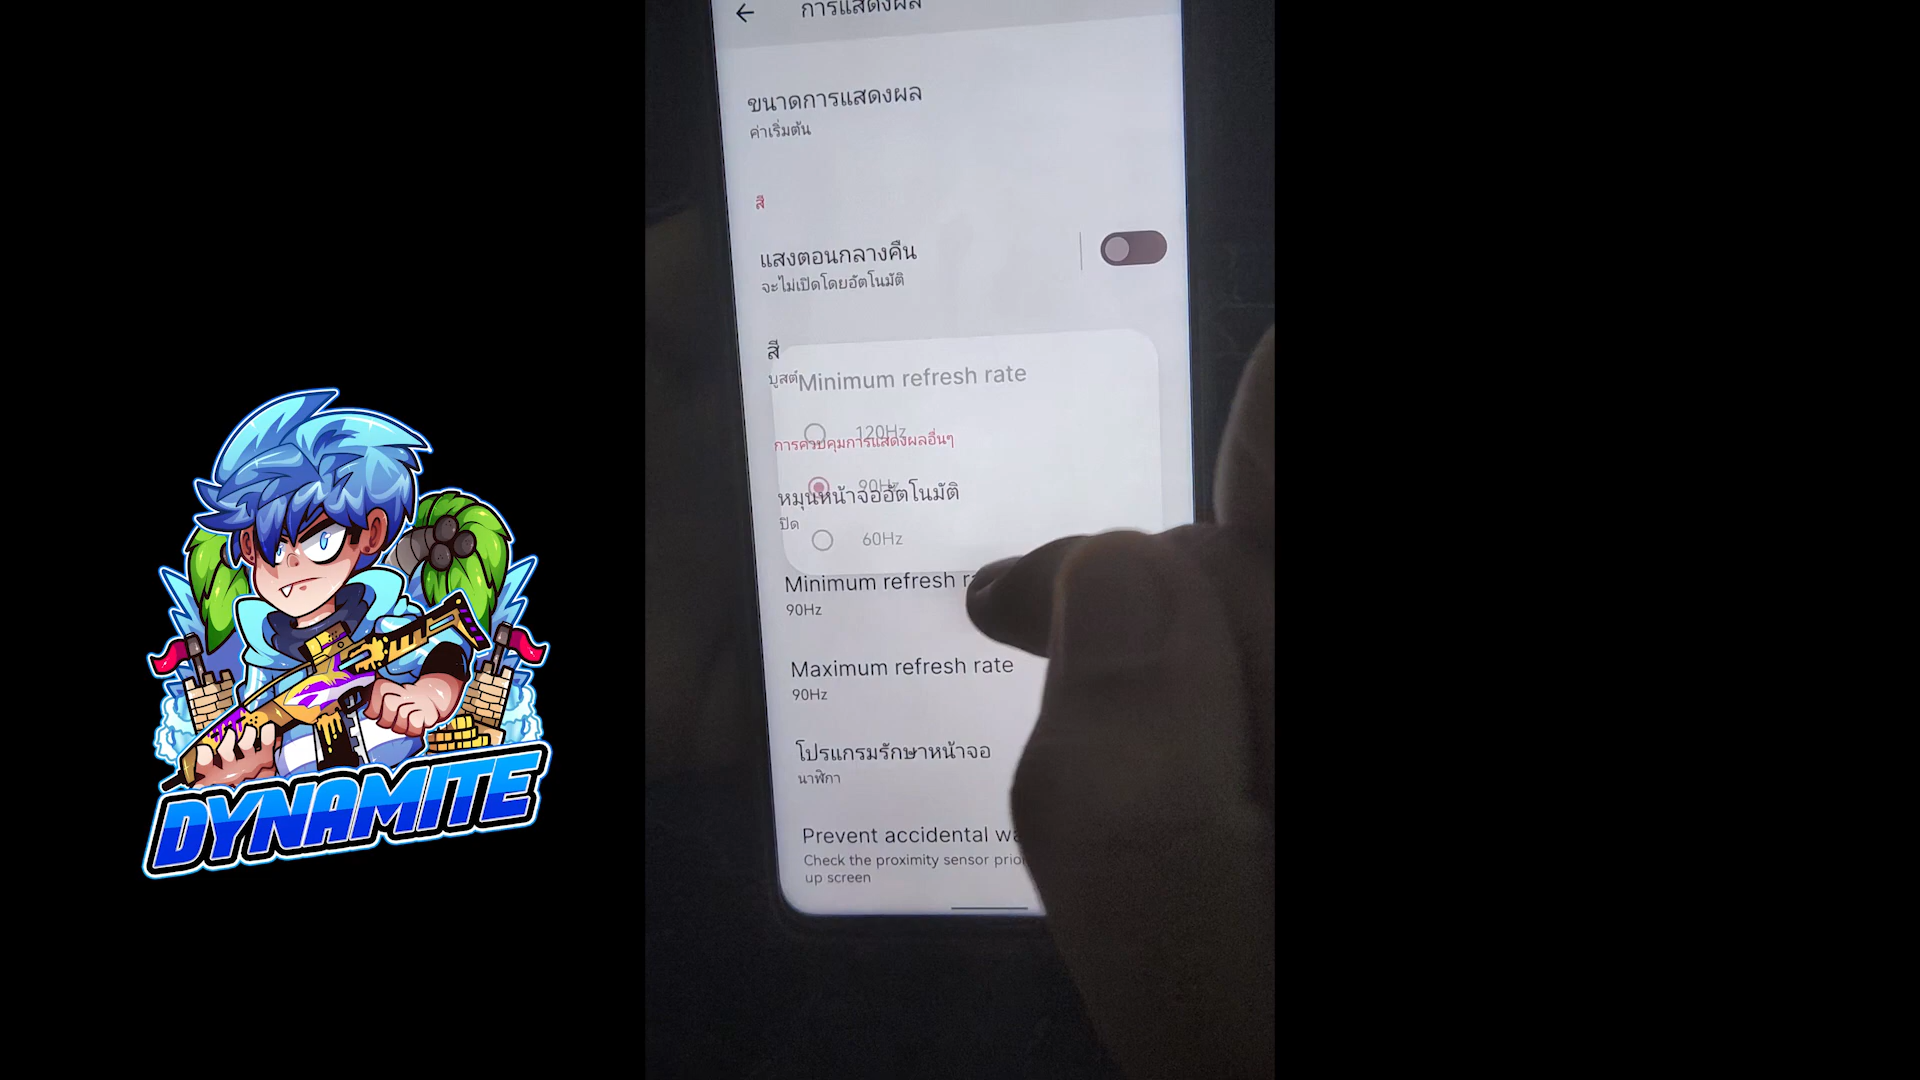 การแสดงผล
ขนาดการแสดงผล
ค่าเริ่มต้น
สี
แสงตอนกลางคืน
จะไม่เปิดโดยอัตโนมัติ
สี
บูสต์
Minimum refresh rate
120Hz
การควบคุมการแสดงผลอื่นๆ
90Hz
หมุนหน้าจออัตโนมัติ
ปิด
60Hz
Minimum refresh
90Hz
Maximum refresh rate
90Hz
โปรแกรมรักษาหน้าจอ
นาฬิกา
Prevent accidental
Check the proximity sensor
up screen
DYNAMITE